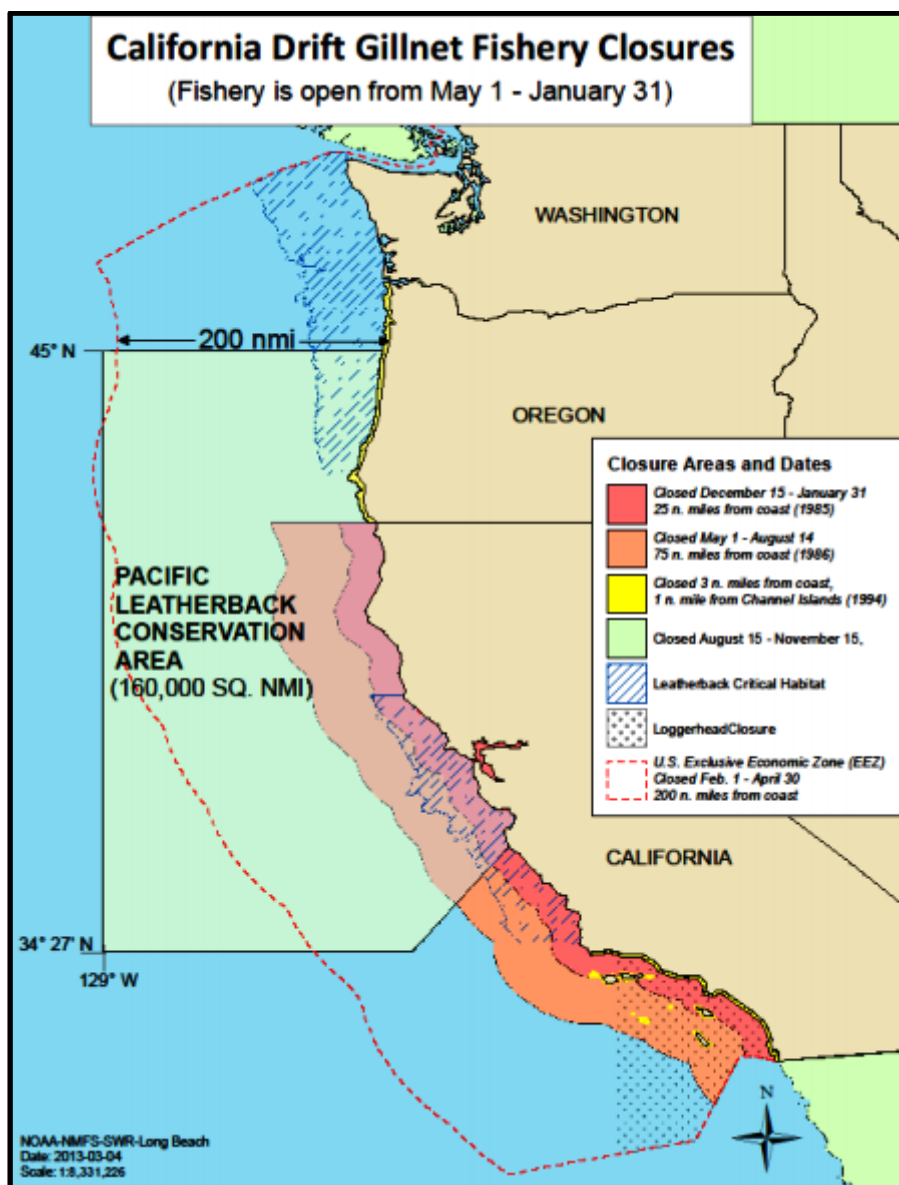 California Drift Gillnet Fishery Closures
(Fishery is open from May 1 - January 31)
WASHINGTON
200 nmi
45° N
OREGON
Closure Areas and Dates
Closed December 15 - January 31
25 n. miles from coast (1985)
Closed May 1 - August 14
75 n. miles from coast (1986)
Closed 3 n. miles from coast,
1 n. mile from Channel Islands (1994)
Closed August 15 - November 15,
Leatherback Critical Habitat
LoggerheadClosure
U.S. Exclusive Economic Zone (EEZ)
Closed Feb. 1 - April 30
200 n. miles from coast
PACIFIC
LEATHERBACK
CONSERVATION
AREA
(160,000 SQ. NMI)
CALIFORNIA
34° 27' N
129° W
N
NOAA-NMFS-SWR-Long Beach
Date: 2013-03-04
Scale: 1:8,331,226